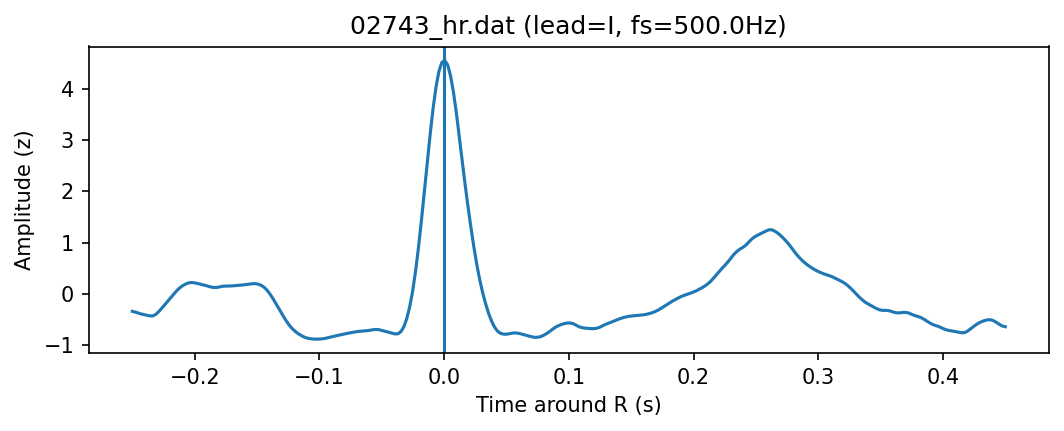 02743_hr.dat (lead=I, fs=500.0Hz)
Amplitude (z)
4
3
2
1
0
−1
−0.2 −0.1 0.0 0.1 0.2 0.3 0.4
Time around R (s)